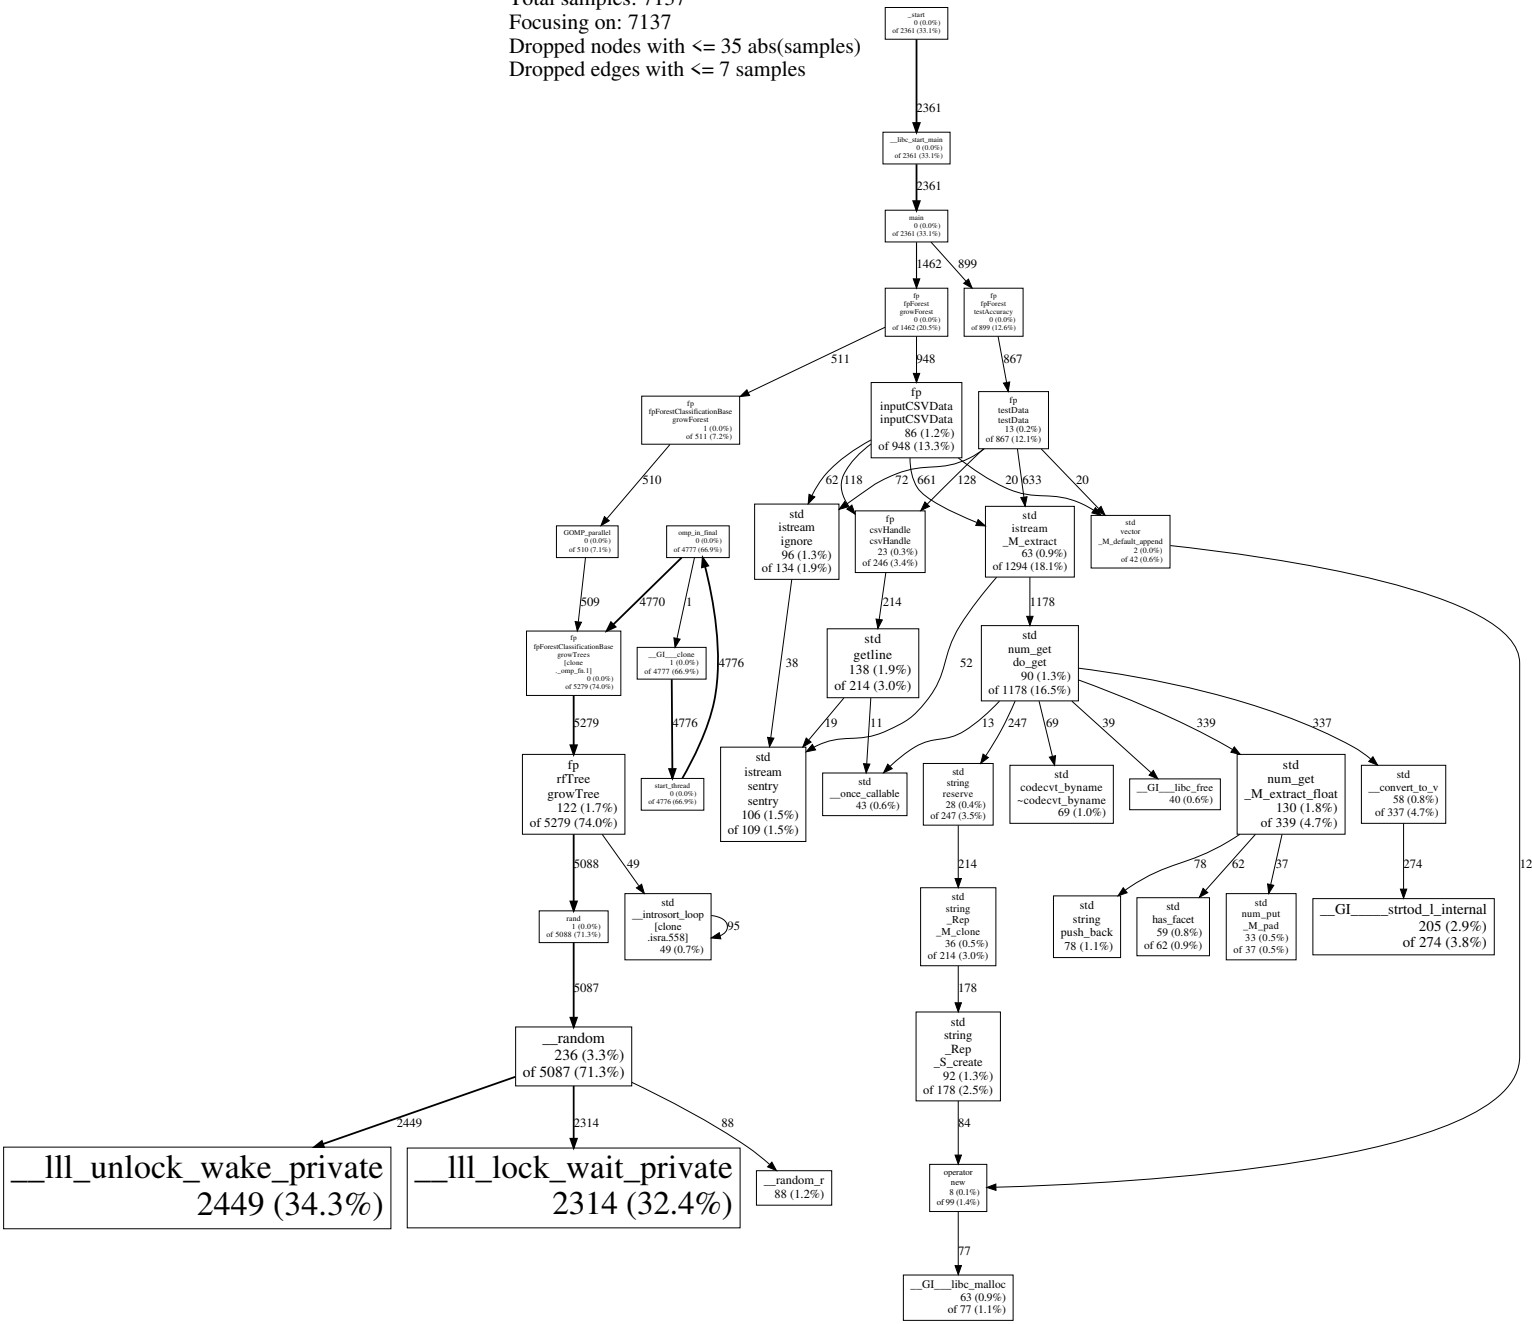 Total samples: 7137
Focusing on: 7137
Dropped nodes with <= 35 abs(samples)
Dropped edges with <= 7 samples
_start
0 (0.0%)
of 2361 (33.1%)
2361
__libc_start_main
0 (0.0%)
of 2361 (33.1%)
2361
main
0 (0.0%)
of 2361 (33.1%)
1462
899
fp
fpForest
growForest
0 (0.0%)
of 1462 (20.5%)
fp
fpForest
testAccuracy
0 (0.0%)
of 899 (12.6%)
511
948
867
fp
fpForestClassificationBase
growForest
1 (0.0%)
of 511 (7.2%)
fp
inputCSVData
inputCSVData
86 (1.2%)
of 948 (13.3%)
fp
testData
testData
13 (0.2%)
of 867 (12.1%)
510
62
118
72
661
128
20
633
20
GOMP_parallel
0 (0.0%)
of 510 (7.1%)
omp_in_final
0 (0.0%)
of 4777 (66.9%)
std
istream
ignore
96 (1.3%)
of 134 (1.9%)
fp
csvHandle
csvHandle
23 (0.3%)
of 246 (3.4%)
std
istream
_M_extract
63 (0.9%)
of 1294 (18.1%)
std
vector
_M_default_append
2 (0.0%)
of 42 (0.6%)
509
4770
1
214
1178
fp
fpForestClassificationBase
growTrees
[clone
._omp_fn.1]
0 (0.0%)
of 5279 (74.0%)
__GI___clone
1 (0.0%)
of 4777 (66.9%)
4776
38
std
getline
138 (1.9%)
of 214 (3.0%)
52
std
num_get
do_get
90 (1.3%)
of 1178 (16.5%)
5279
4776
19
11
13
247
69
39
339
337
fp
rfTree
growTree
122 (1.7%)
of 5279 (74.0%)
start_thread
0 (0.0%)
of 4776 (66.9%)
std
istream
sentry
sentry
106 (1.5%)
of 109 (1.5%)
std
__once_callable
43 (0.6%)
std
string
reserve
28 (0.4%)
of 247 (3.5%)
std
codecvt_byname
~codecvt_byname
69 (1.0%)
__GI___libc_free
40 (0.6%)
std
num_get
_M_extract_float
130 (1.8%)
of 339 (4.7%)
std
__convert_to_v
58 (0.8%)
of 337 (4.7%)
5088
49
214
78
62
37
274
12
rand
1 (0.0%)
of 5088 (71.3%)
std
__introsort_loop
[clone
.isra.558]
49 (0.7%)
95
std
string
_Rep
_M_clone
36 (0.5%)
of 214 (3.0%)
std
string
push_back
78 (1.1%)
std
has_facet
59 (0.8%)
of 62 (0.9%)
std
num_put
_M_pad
33 (0.5%)
of 37 (0.5%)
__GI_____strtod_l_internal
205 (2.9%)
of 274 (3.8%)
5087
178
__random
236 (3.3%)
of 5087 (71.3%)
std
string
_Rep
_S_create
92 (1.3%)
of 178 (2.5%)
2449
2314
88
84
__lll_unlock_wake_private
2449 (34.3%)
__lll_lock_wait_private
2314 (32.4%)
__random_r
88 (1.2%)
operator
new
8 (0.1%)
of 99 (1.4%)
77
__GI___libc_malloc
63 (0.9%)
of 77 (1.1%)